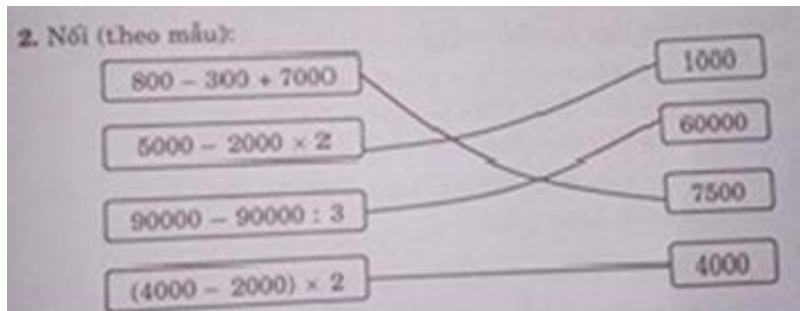 2. Nối (theo mẫu):
800 – 300 + 7000
1000
5000 – 2000 × 2
60000
90000 – 90000 : 3
7500
(4000 – 2000) × 2
4000